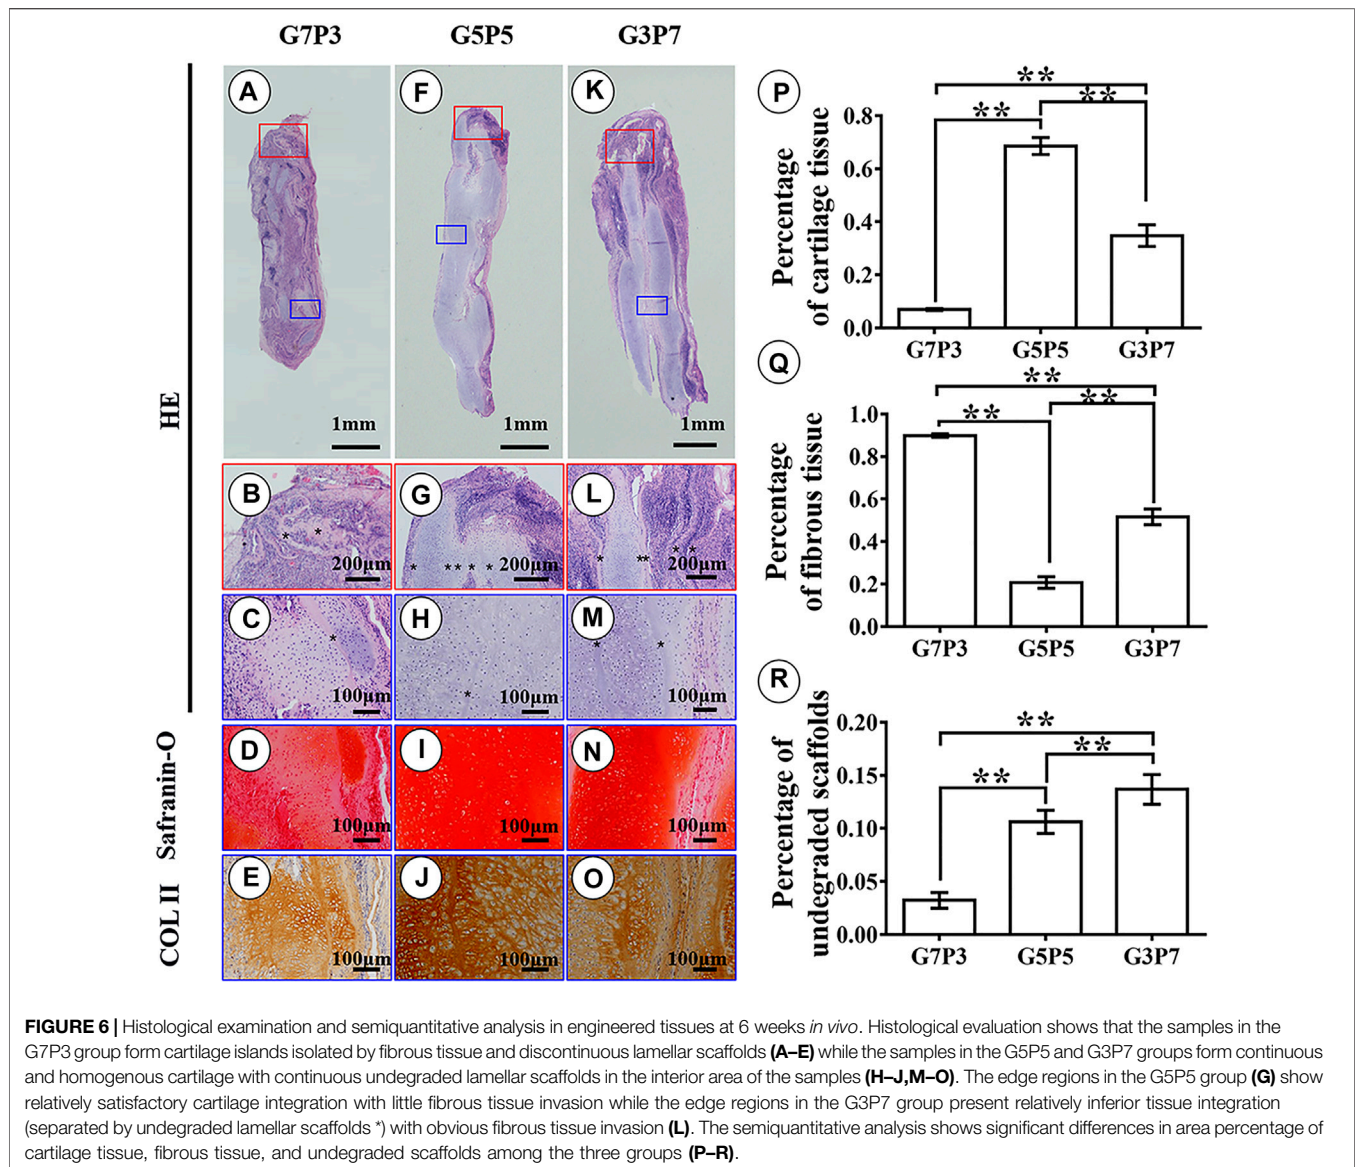 G7P3 G5P5 G3P7
HE
A F K
1mm 1mm 1mm
B G L
* * * * * * * * ** * *
200µm 200µm 200µm
C H M
* * * *
100µm 100µm 100µm
Safranin-O
D I N
100µm 100µm 100µm
COL II
E J O
100µm 100µm 100µm
P
Percentage
of cartilage tissue
** ** **
0.8
0.6
0.4
0.2
0.0
G7P3 G5P5 G3P7
Q
Percentage
of fibrous tissue
** ** **
1.0
0.8
0.6
0.4
0.2
0.0
G7P3 G5P5 G3P7
R
Percentage of
undegraded scaffolds
** ** **
0.20
0.15
0.10
0.05
0.00
G7P3 G5P5 G3P7
FIGURE 6 | Histological examination and semiquantitative analysis in engineered tissues at 6 weeks in vivo. Histological evaluation shows that the samples in the
G7P3 group form cartilage islands isolated by fibrous tissue and discontinuous lamellar scaffolds (A–E) while the samples in the G5P5 and G3P7 groups form continuous
and homogenous cartilage with continuous undegraded lamellar scaffolds in the interior area of the samples (H–J,M–O). The edge regions in the G5P5 group (G) show
relatively satisfactory cartilage integration with little fibrous tissue invasion while the edge regions in the G3P7 group present relatively inferior tissue integration
(separated by undegraded lamellar scaffolds *) with obvious fibrous tissue invasion (L). The semiquantitative analysis shows significant differences in area percentage of
cartilage tissue, fibrous tissue, and undegraded scaffolds among the three groups (P–R).